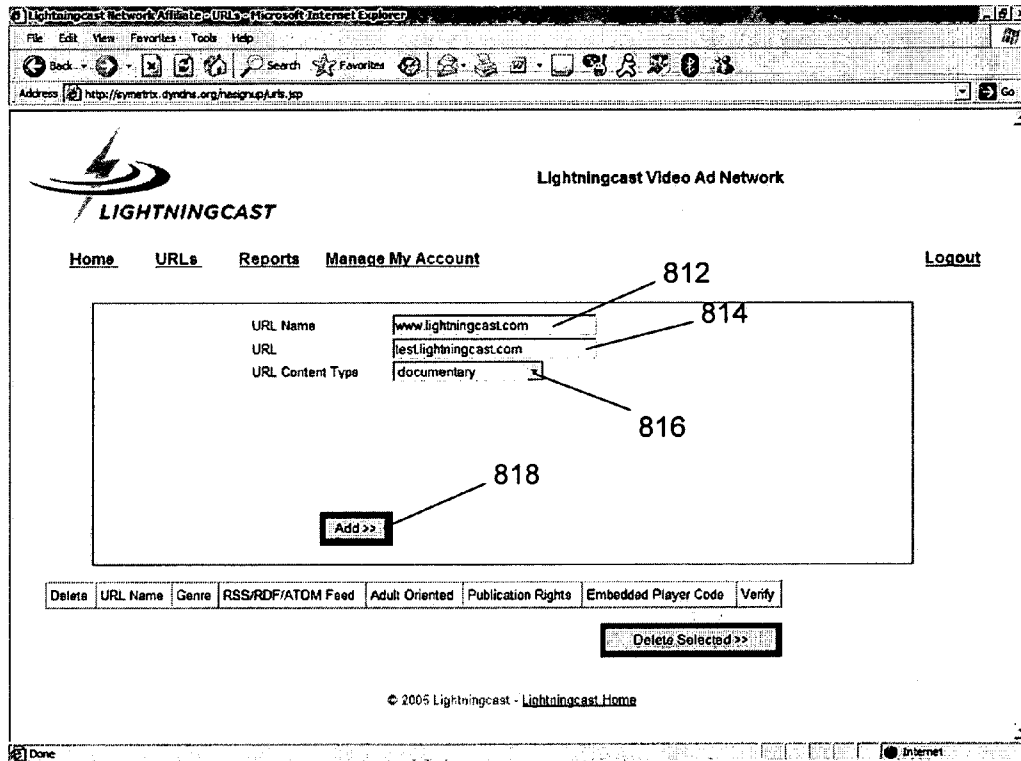 Lightningcast Network Affiliate - URLs - Microsoft Internet Explorer
File Edit View Favorites Tools Help
Back Search Favorites
Address http://symetrix.dyndns.org/nasignup/urls.jsp Go
LIGHTNINGCAST
Lightningcast Video Ad Network
Home URLs Reports Manage My Account Logout
812
URL Name www.lightningcast.com
814
URL test.lightningcast.com
URL Content Type documentary
816
818
Add >>
Delete URL Name Genre RSS/RDF/ATOM Feed Adult Oriented Publication Rights Embedded Player Code Verify
Delete Selected >>
© 2005 Lightningcast - Lightningcast Home
Done Internet